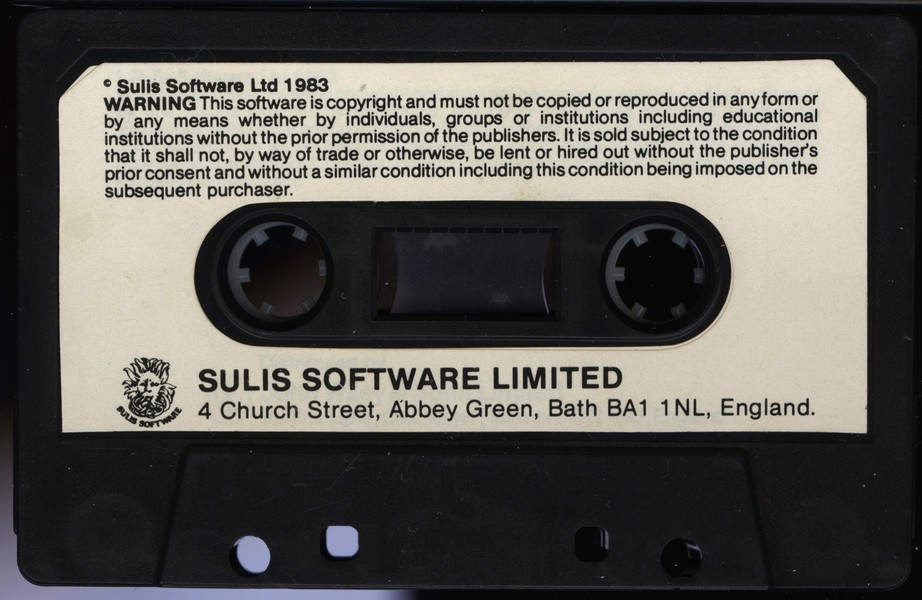 © Sulis Software Ltd 1983
WARNING This software is copyright and must not be copied or reproduced in any form or
by any means whether by individuals, groups or institutions including educational
institutions without the prior permission of the publishers. It is sold subject to the condition
that it shall not, by way of trade or otherwise, be lent or hired out without the publisher's
prior consent and without a similar condition including this condition being imposed on the
subsequent purchaser.
SULIS SOFTWARE LIMITED
4 Church Street, Abbey Green, Bath BA1 1NL, England.
SULIS SOFTWARE